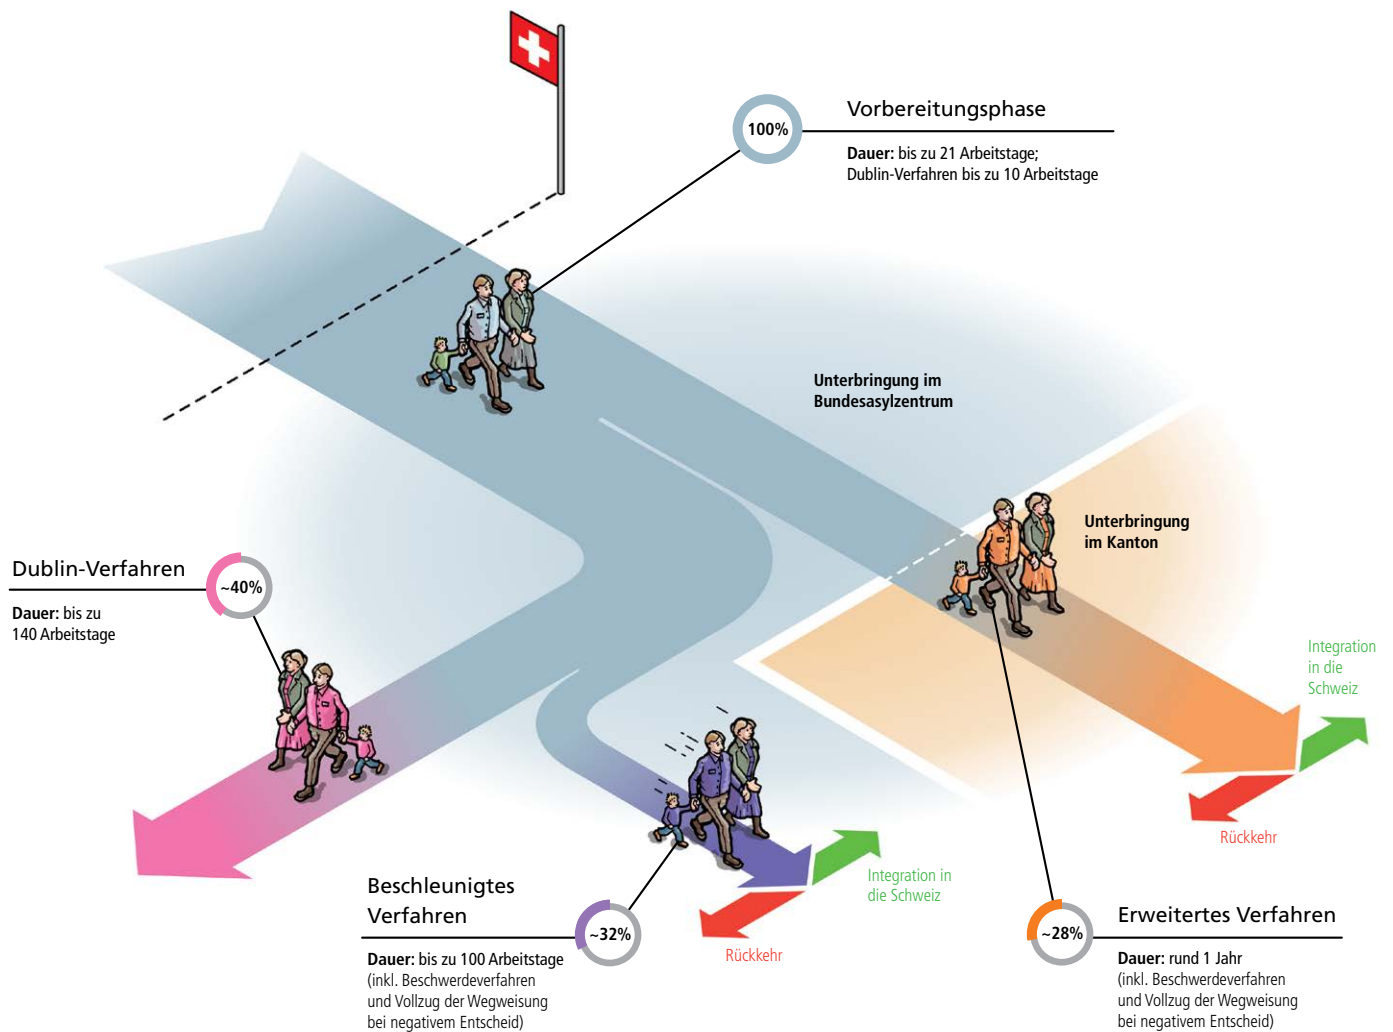 100%
Vorbereitungsphase
Dauer: bis zu 21 Arbeitstage;
Dublin-Verfahren bis zu 10 Arbeitstage
Unterbringung im
Bundesasylzentrum
Unterbringung
im Kanton
Dublin-Verfahren
~40%
Dauer: bis zu
140 Arbeitstage
Integration
in die
Schweiz
Rückkehr
Integration in
die Schweiz
Rückkehr
Beschleunigtes
Verfahren
~32%
Dauer: bis zu 100 Arbeitstage
(inkl. Beschwerdeverfahren
und Vollzug der Wegweisung
bei negativem Entscheid)
~28%
Erweitertes Verfahren
Dauer: rund 1 Jahr
(inkl. Beschwerdeverfahren
und Vollzug der Wegweisung
bei negativem Entscheid)